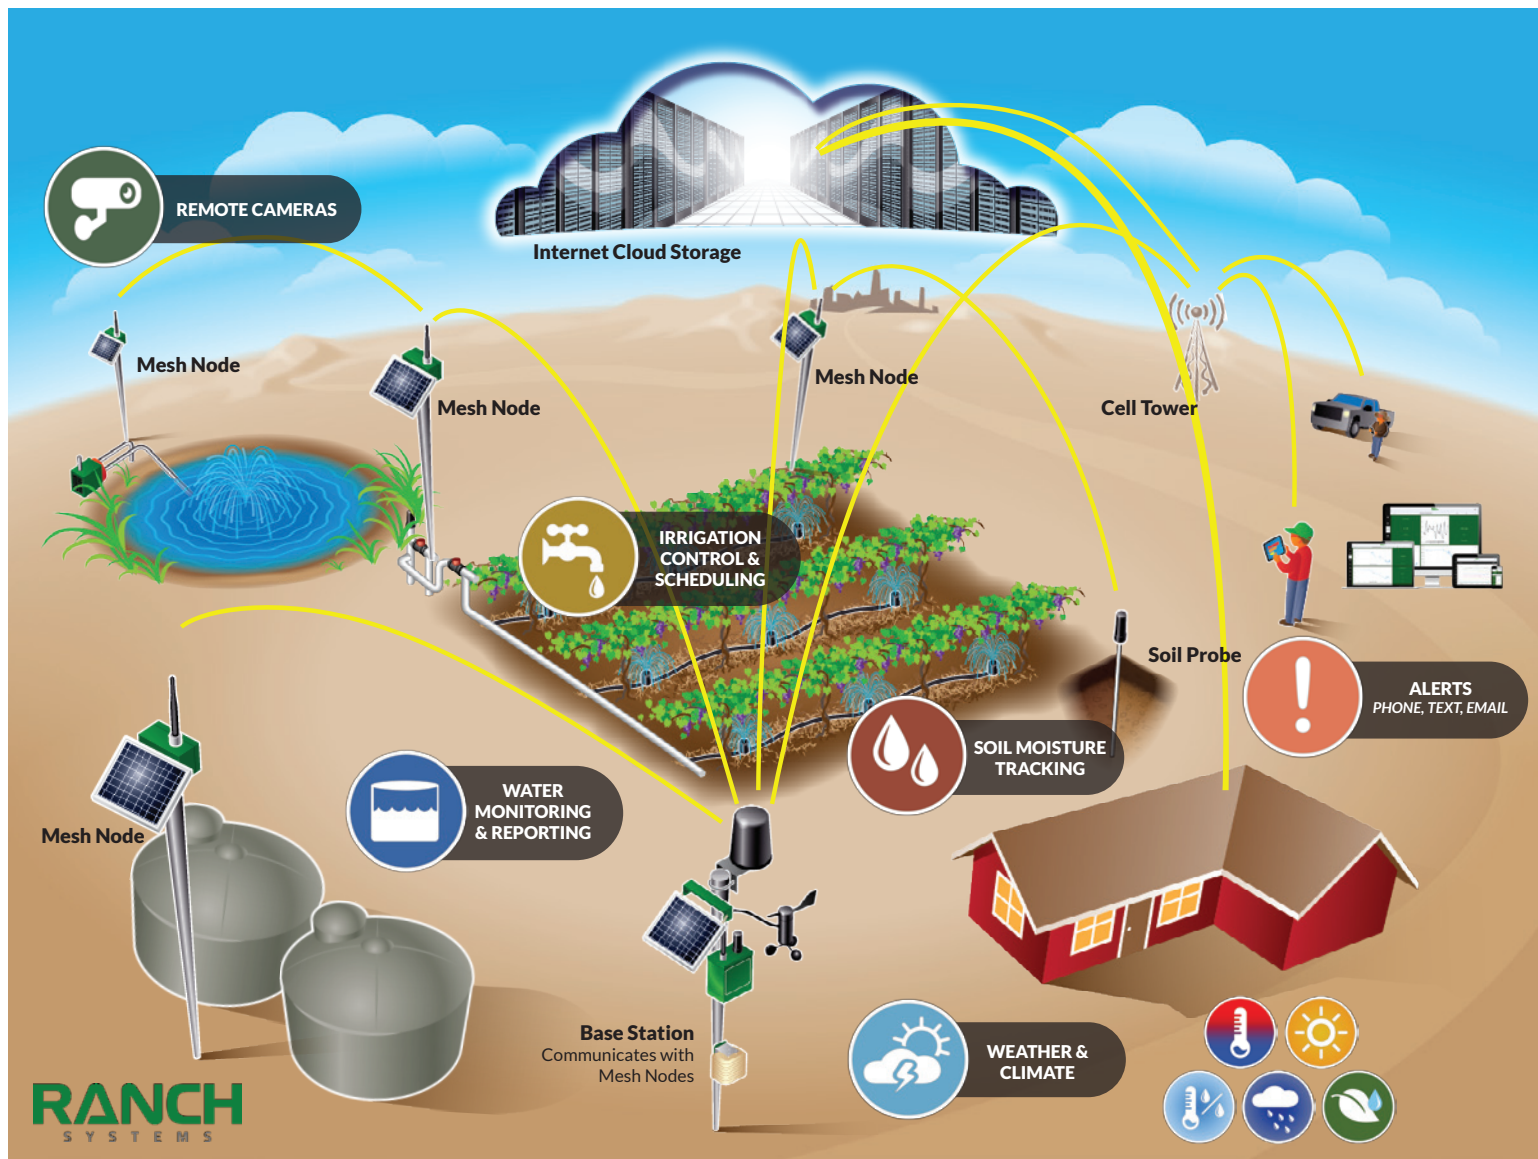 REMOTE CAMERAS
Internet Cloud Storage
Mesh Node
Mesh Node
Mesh Node
Cell Tower
IRRIGATION
CONTROL &
SCHEDULING
Soil Probe
ALERTS
PHONE, TEXT, EMAIL
SOIL MOISTURE
TRACKING
WATER
MONITORING
& REPORTING
Mesh Node
Base Station
Communicates with
Mesh Nodes
WEATHER &
CLIMATE
%
RANCH
SYSTEMS